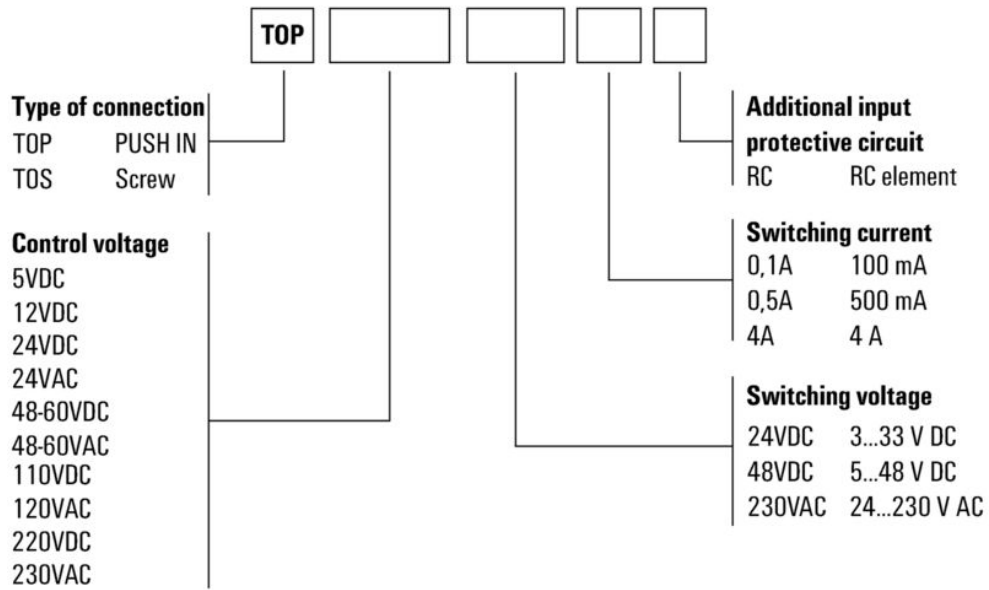 TOP
Type of connection
TOP PUSH IN
TOS Screw
Control voltage
5VDC
12VDC
24VDC
24VAC
48-60VDC
48-60VAC
110VDC
120VAC
220VDC
230VAC
Additional input
protective circuit
RC RC element
Switching current
0,1A 100 mA
0,5A 500 mA
4A 4 A
Switching voltage
24VDC 3...33 V DC
48VDC 5...48 V DC
230VAC 24...230 V AC